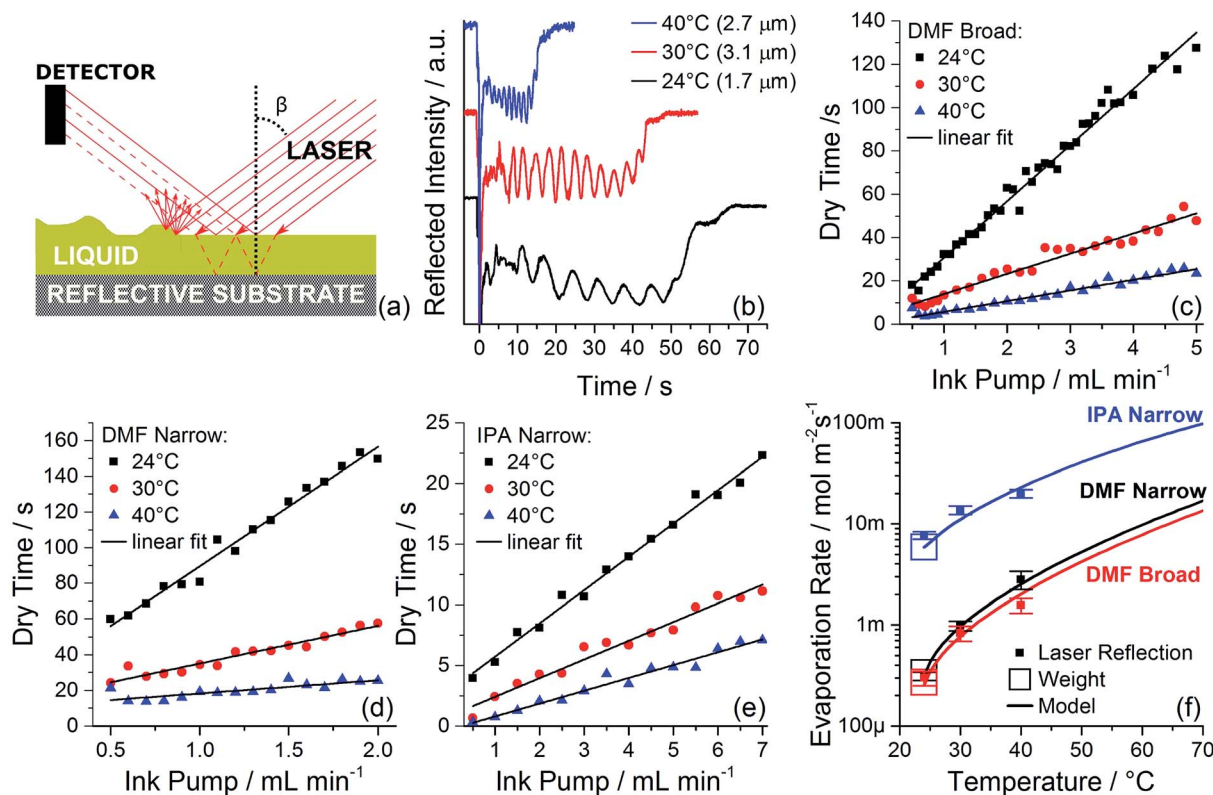 DETECTOR
β
LASER
LIQUID
REFLECTIVE SUBSTRATE
(a)
40°C (2.7 μm)
30°C (3.1 μm)
24°C (1.7 μm)
Reflected Intensity / a.u.
0 10 20 30 40 50 60 70
Time / s
(b)
DMF Broad:
24°C
30°C
40°C
linear fit
Dry Time /s
140
120
100
80
60
40
20
0
1 2 3 4 5
Ink Pump / mL min⁻¹
(c)
DMF Narrow:
24°C
30°C
40°C
linear fit
Dry Time / s
160
140
120
100
80
60
40
20
0
0.5 1.0 1.5 2.0
Ink Pump / mL min⁻¹
(d)
IPA Narrow:
24°C
30°C
40°C
linear fit
Dry Time / s
25
20
15
10
5
0
1 2 3 4 5 6 7
Ink Pump / mL min⁻¹
(e)
IPA Narrow
DMF Narrow
DMF Broad
Laser Reflection
Weight
Model
Evaporation Rate / mol m⁻²s⁻¹
100m
10m
1m
100µ
20 30 40 50 60 70
Temperature / °C
(f)